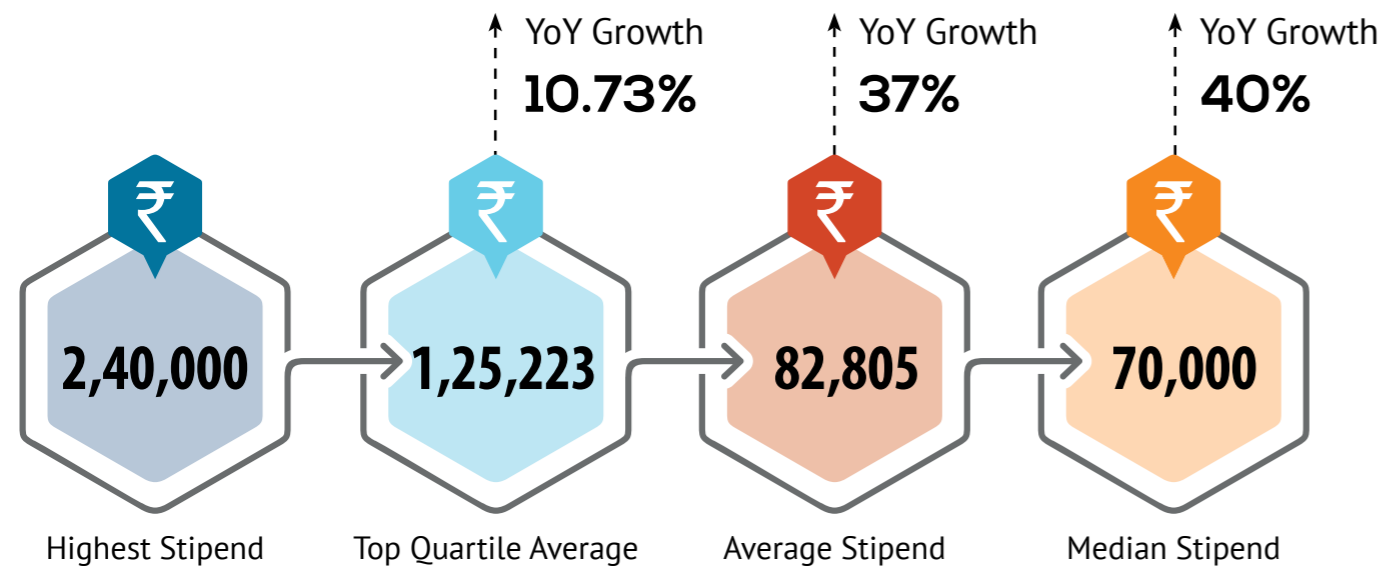 YoY Growth
10.73%
YoY Growth
37%
YoY Growth
40%
₹
₹
₹
₹
2,40,000
1,25,223
82,805
70,000
Highest Stipend
Top Quartile Average
Average Stipend
Median Stipend